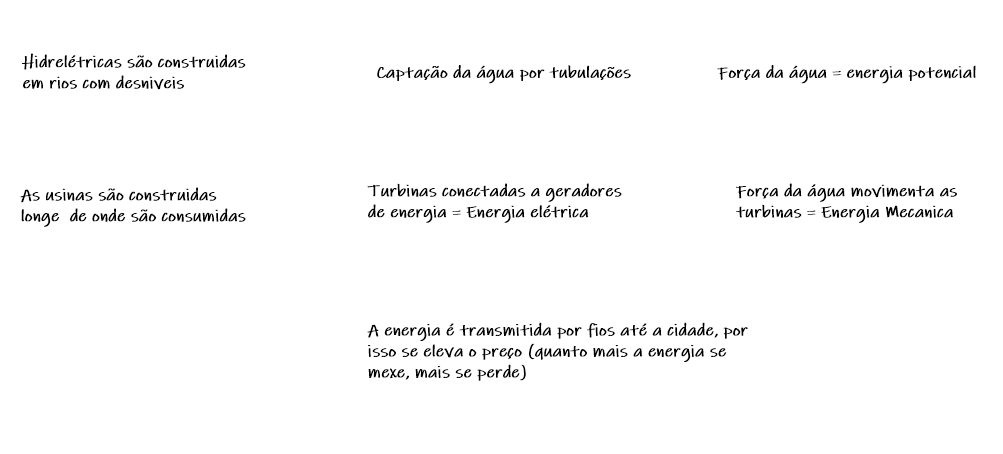 Hidrelétricas são construidas
em rios com desniveis
Captação da água por tubulações
Força da água = energia potencial
As usinas são construidas
longe de onde são consumidas
Turbinas conectadas a geradores
de energia = Energia elétrica
Força da água movimenta as
turbinas = Energia Mecanica
A energia é transmitida por fios até a cidade, por
isso se eleva o preço (quanto mais a energia se
mexe, mais se perde)